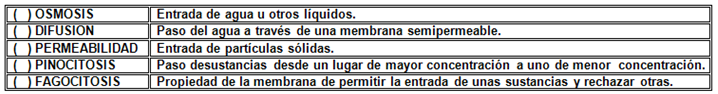 ( ) OSMOSIS Entrada de agua u otros líquidos.
( ) DIFUSION Paso del agua a través de una membrana semipermeable.
( ) PERMEABILIDAD Entrada de partículas sólidas.
( ) PINOCITOSIS Paso desustancias desde un lugar de mayor concentración a uno de menor concentración.
( ) FAGOCITOSIS Propiedad de la membrana de permitir la entrada de unas sustancias y rechazar otras.